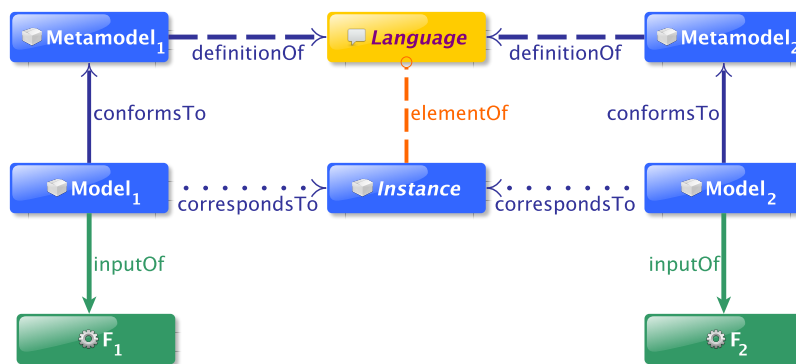 Metamodel₁ Language Metamodel₂
definitionOf definitionOf
conformsTo elementOf conformsTo
Model₁ Instance Model₂
correspondsTo correspondsTo
inputOf inputOf
F₁ F₂